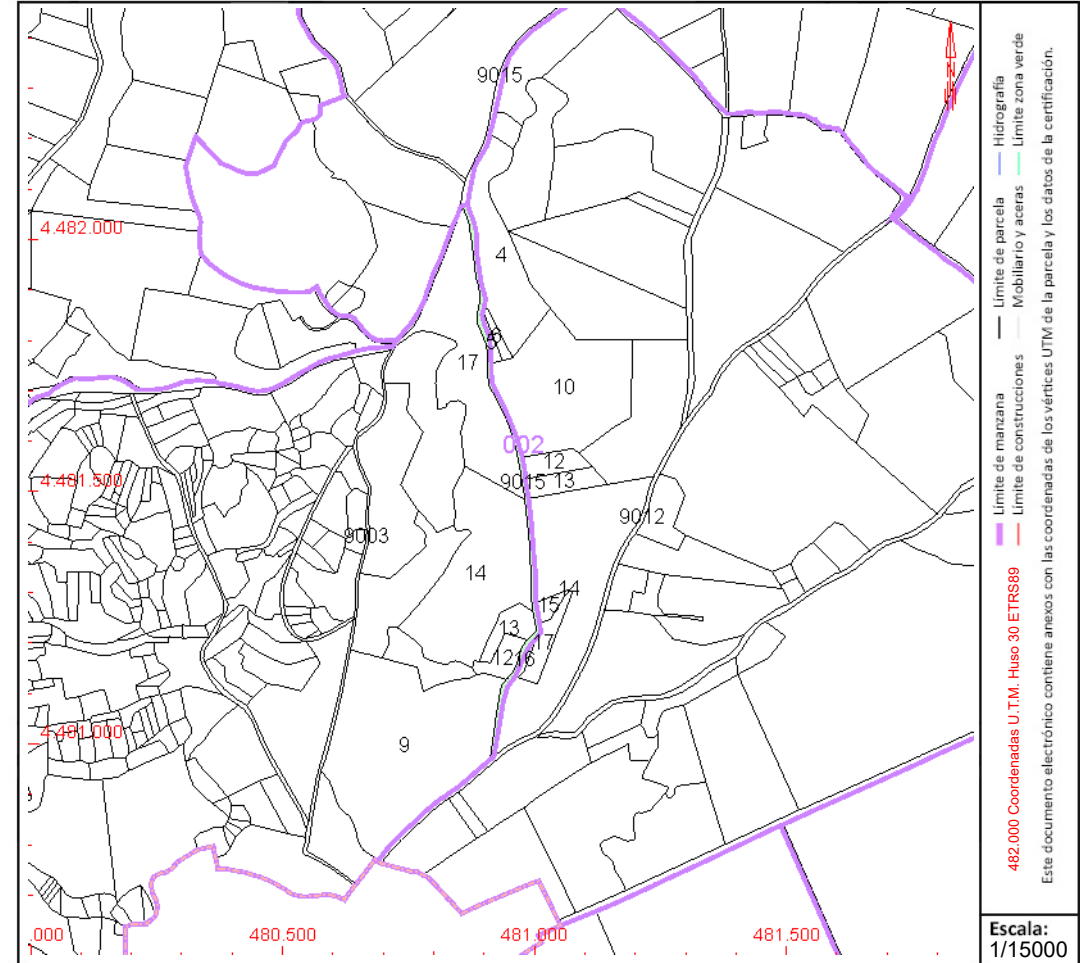 9015
4.482.000
4
6
5
17
10
002
12
4.481.500
9015 13
9012
9003
14
14
15
13
17
12 16
4.481.000
9
.000
480.500
481.000
481.500
Límite de manzana
Límite de parcela
Hidrografía
Límite de construcciones
Mobiliario y aceras
Límite zona verde
482.000 Coordenadas U.T.M. Huso 30 ETRS89
Este documento electrónico contiene anexos con las coordenadas de los vértices UTM de la parcela y los datos de la certificación.
Escala:
1/15000